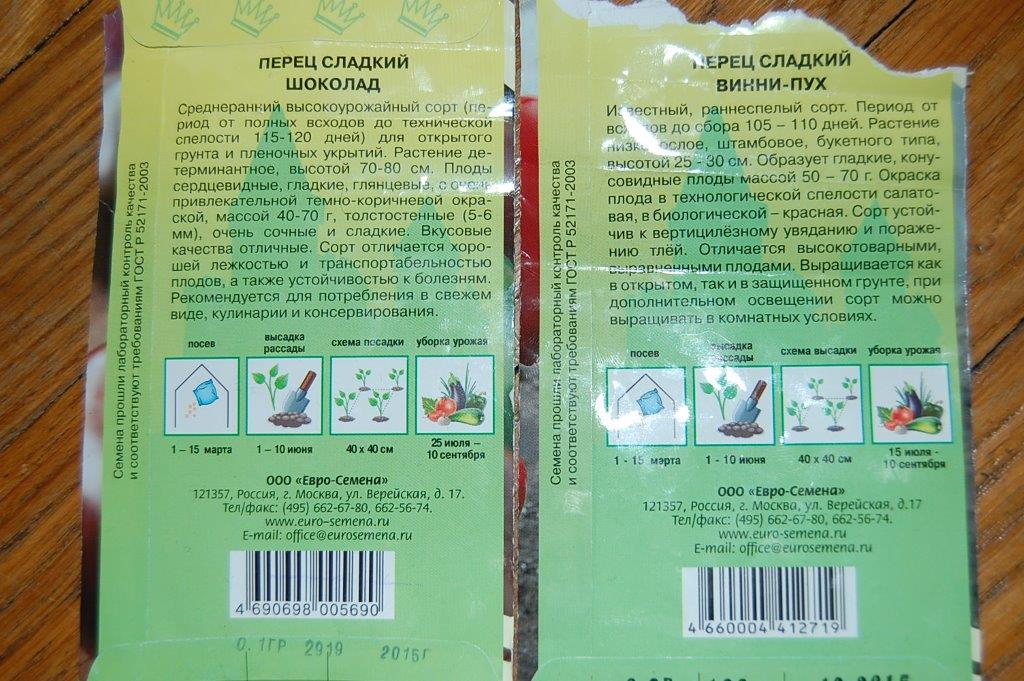 ПЕРЕЦ СЛАДКИЙ
ШОКОЛАД
Среднеранний высокоурожайный сорт (пе-
риод от полных всходов до технической
спелости 115-120 дней) для открытого
грунта и пленочных укрытий. Растение де-
терминантное, высотой 70-80 см. Плоды
сердцевидные, гладкие, глянцевые, с очень
привлекательной темно-коричневой окра-
ской, массой 40-70 г, толстостенные (5-6
мм), очень сочные и сладкие. Вкусовые
качества отличные. Сорт отличается хоро-
шей лежкостью и транспортабельностью
плодов, а также устойчивостью к болезням.
Рекомендуется для потребления в свежем
виде, кулинарии и консервирования.
Семена прошли лабораторный контроль качества
и соответствуют требованиям ГОСТ Р 52171-2003
посев высадка рассады схема посадки уборка урожая
1 – 15 марта 1 – 10 июня 40 х 40 см 25 июля – 10 сентября
ООО «Евро-Семена»
121357, Россия, г. Москва, ул. Верейская, д. 17.
Тел/факс: (495) 662-67-80, 662-56-74.
www.euro-semena.ru
E-mail: office@eurosemena.ru
4 690698 005690
0.1ГР 2019 2015Г
ПЕРЕЦ СЛАДКИЙ
ВИННИ-ПУХ
Известный, раннеспелый сорт. Период от
всходов до сбора 105 – 110 дней. Растение
низкорослое, штамбовое, букетного типа,
высотой 25 - 30 см. Образует гладкие, кону-
совидные плоды массой 50 – 70 г. Окраска
плода в технологической спелости салато-
вая, в биологической – красная. Сорт устой-
чив к вертицилёзному увяданию и пораже-
нию тлёй. Отличается высокотоварными,
выравненными плодами. Выращивается как
в открытом, так и в защищенном грунте, при
дополнительном освещении сорт можно
выращивать в комнатных условиях.
Семена прошли лабораторный контроль качества
и соответствуют требованиям ГОСТ Р 52171-2003
посев высадка рассады схема высадки уборка урожая
1 - 15 марта 1 - 10 июня 40 х 40 см 15 июля - 10 сентября
ООО «Евро-Семена»
121357, Россия, г. Москва, ул. Верейская, д.17
Тел/факс: (495) 662-67-80, 662-56-74.
www.euro-semena.ru
E-mail: office@eurosemena.ru
4 660004 412719